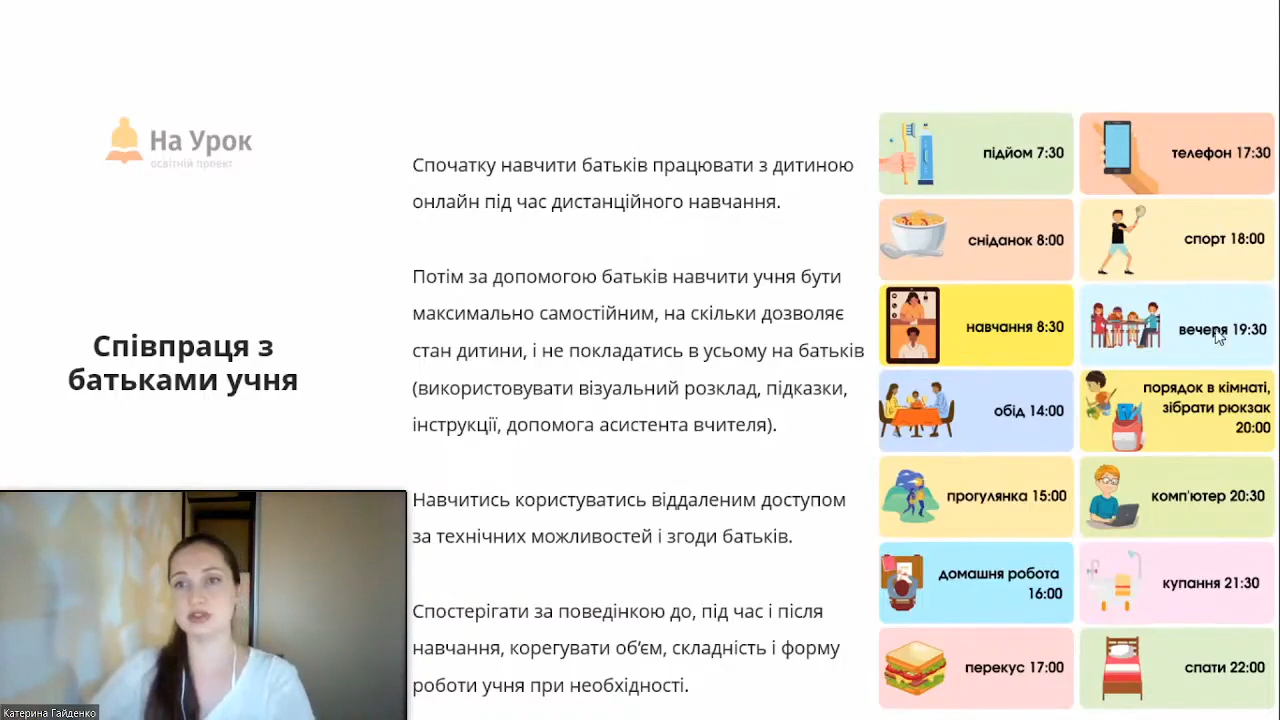 На Урок
освітній проект
Співпраця з
батьками учня
Спочатку навчити батьків працювати з дитиною
онлайн під час дистанційного навчання.
Потім за допомогою батьків навчити учня бути
максимально самостійним, на скільки дозволяє
стан дитини, і не покладатись в усьому на батьків
(використовувати візуальний розклад, підказки,
інструкції, допомога асистента вчителя).
Навчитись користуватись віддаленим доступом
за технічних можливостей і згоди батьків.
Спостерігати за поведінкою до, під час і після
навчання, корегувати об’єм, складність і форму
роботи учня при необхідності.
підйом 7:30
сніданок 8:00
навчання 8:30
обід 14:00
прогулянка 15:00
домашня робота
16:00
перекус 17:00
телефон 17:30
спорт 18:00
вечеря 19:30
порядок в кімнаті,
зібрати рюкзак
20:00
комп'ютер 20:30
купання 21:30
спати 22:00
Катерина Гайденко